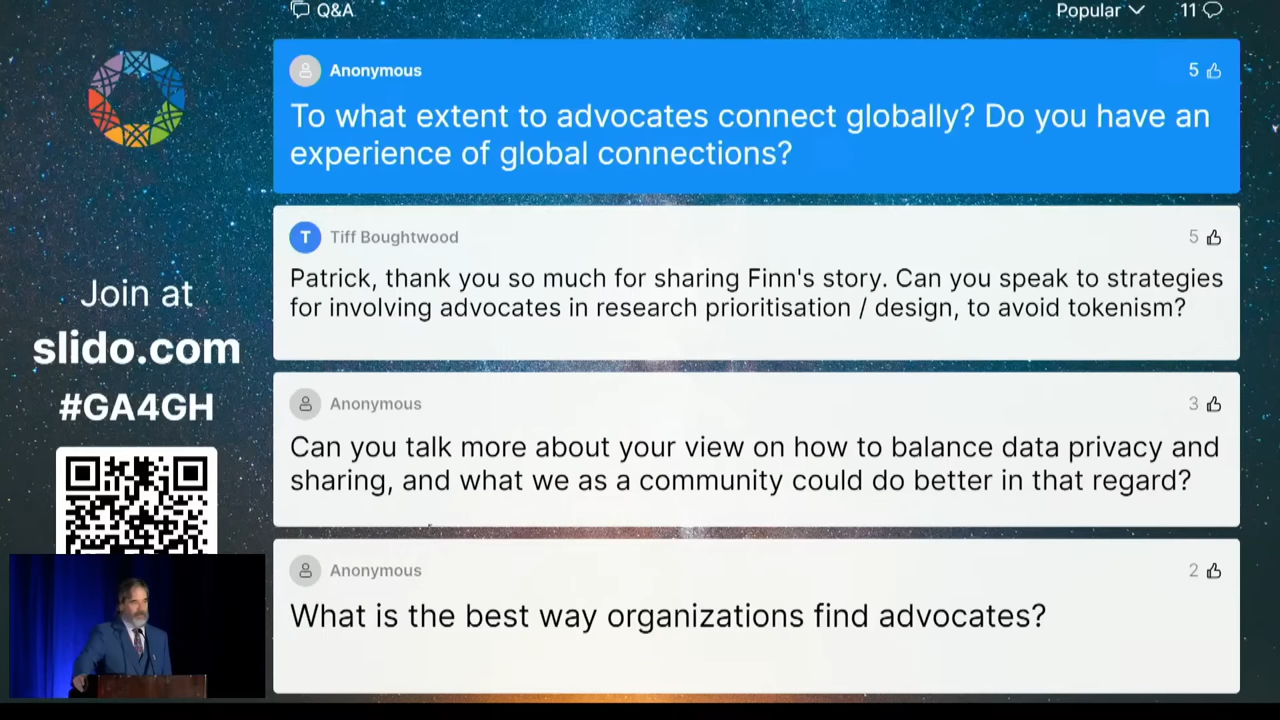 Q&A
Popular
11
Join at
slido.com
#GA4GH
Anonymous
5
To what extent to advocates connect globally? Do you have an
experience of global connections?
T
Tiff Boughtwood
5
Patrick, thank you so much for sharing Finn's story. Can you speak to strategies
for involving advocates in research prioritisation / design, to avoid tokenism?
Anonymous
3
Can you talk more about your view on how to balance data privacy and
sharing, and what we as a community could do better in that regard?
Anonymous
2
What is the best way organizations find advocates?